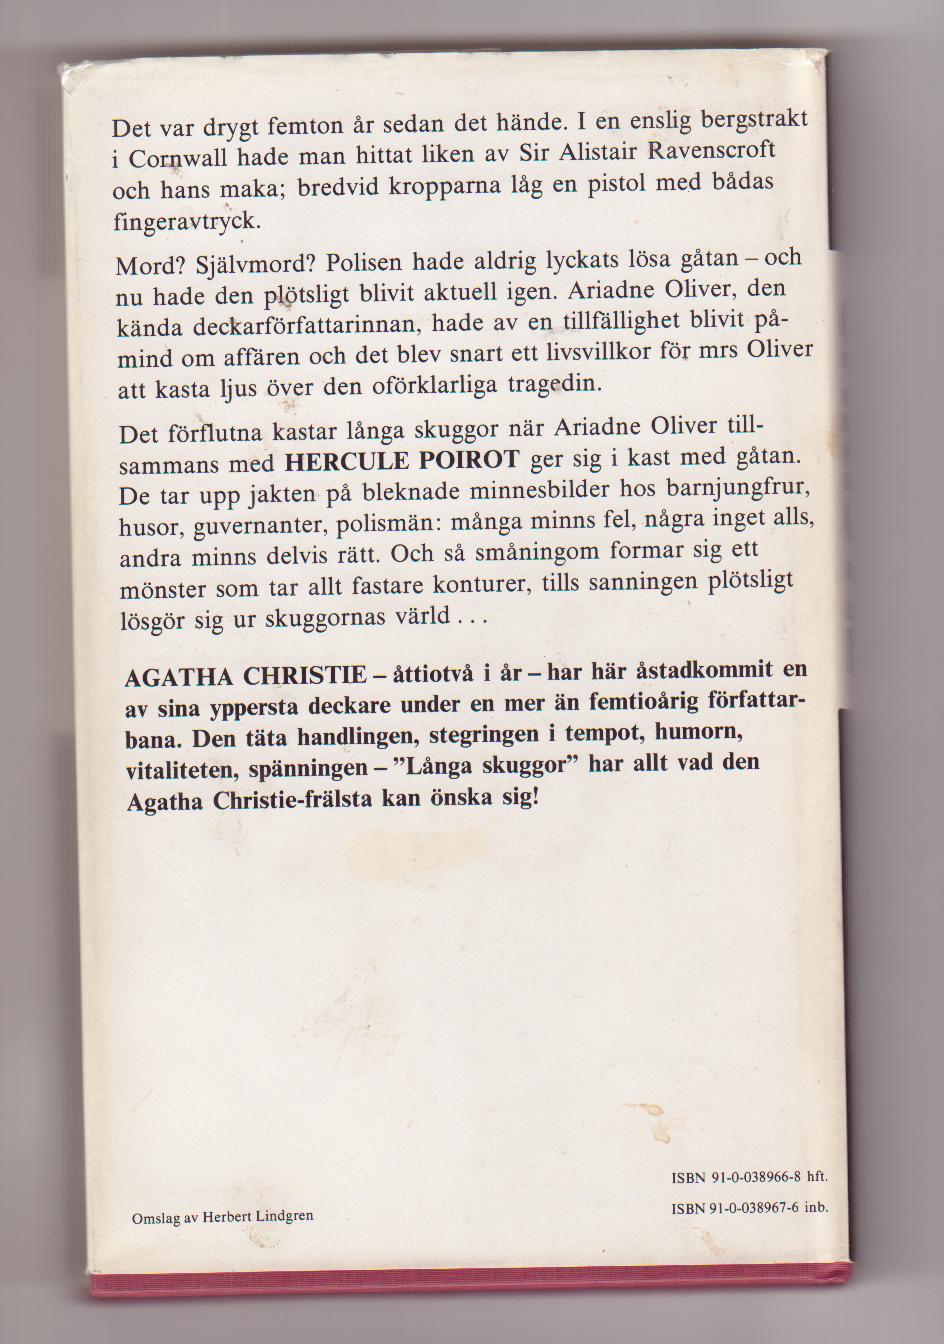 Det var drygt femton år sedan det hände. I en enslig bergstrakt
i Cornwall hade man hittat liken av Sir Alistair Ravenscroft
och hans maka; bredvid kropparna låg en pistol med bådas
fingeravtryck.
Mord? Självmord? Polisen hade aldrig lyckats lösa gåtan – och
nu hade den plötsligt blivit aktuell igen. Ariadne Oliver, den
kända deckarförfattarinnan, hade av en tillfällighet blivit på-
mind om affären och det blev snart ett livsvillkor för mrs Oliver
att kasta ljus över den oförklarliga tragedin.
Det förflutna kastar långa skuggor när Ariadne Oliver till-
sammans med HERCULE POIROT ger sig i kast med gåtan.
De tar upp jakten på bleknade minnesbilder hos barnjungfrur,
husor, guvernanter, polismän: många minns fel, några inget alls,
andra minns delvis rätt. Och så småningom formar sig ett
mönster som tar allt fastare konturer, tills sanningen plötsligt
lösgör sig ur skuggornas värld . . .
AGATHA CHRISTIE – åttiotvå i år – har här åstadkommit en
av sina yppersta deckare under en mer än femtioårig författar-
bana. Den täta handlingen, stegringen i tempot, humorn,
vitaliteten, spänningen – ”Långa skuggor” har allt vad den
Agatha Christie-frälsta kan önska sig!
ISBN 91-0-038966-8 hft.
Omslag av Herbert Lindgren
ISBN 91-0-038967-6 inb.